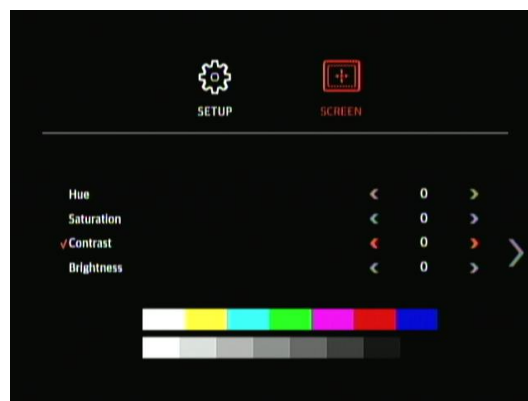 SETUP SCREEN
Hue 0
Saturation 0
Contrast 0
Brightness 0